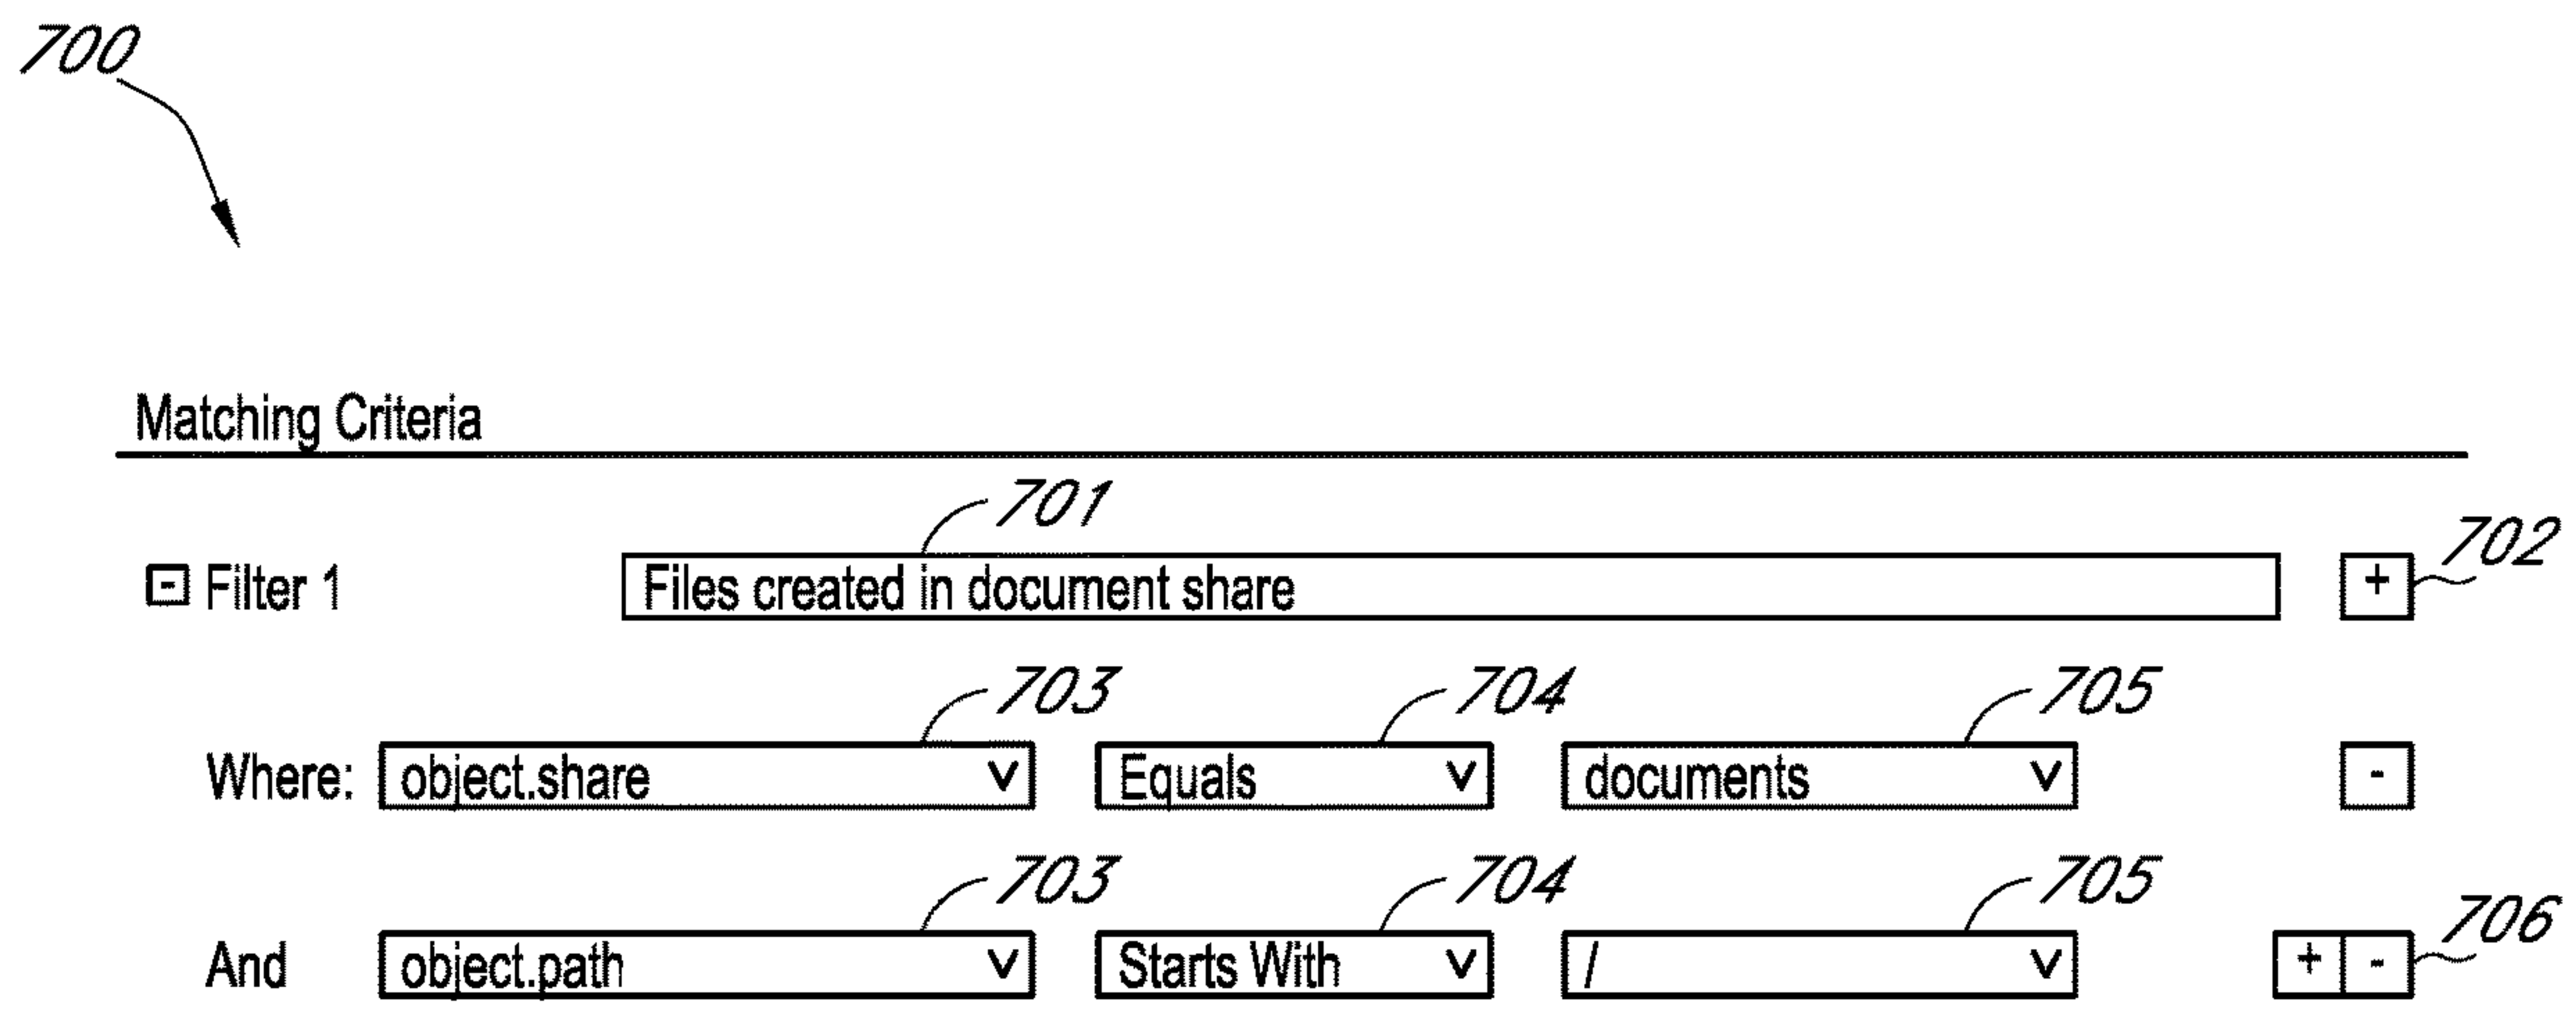 700
Matching Criteria
701
702
- Filter 1 Files created in document share +
703 704 705
Where: object.share V Equals V documents V -
703 704 705
706
And object.path V Starts With V / V + -